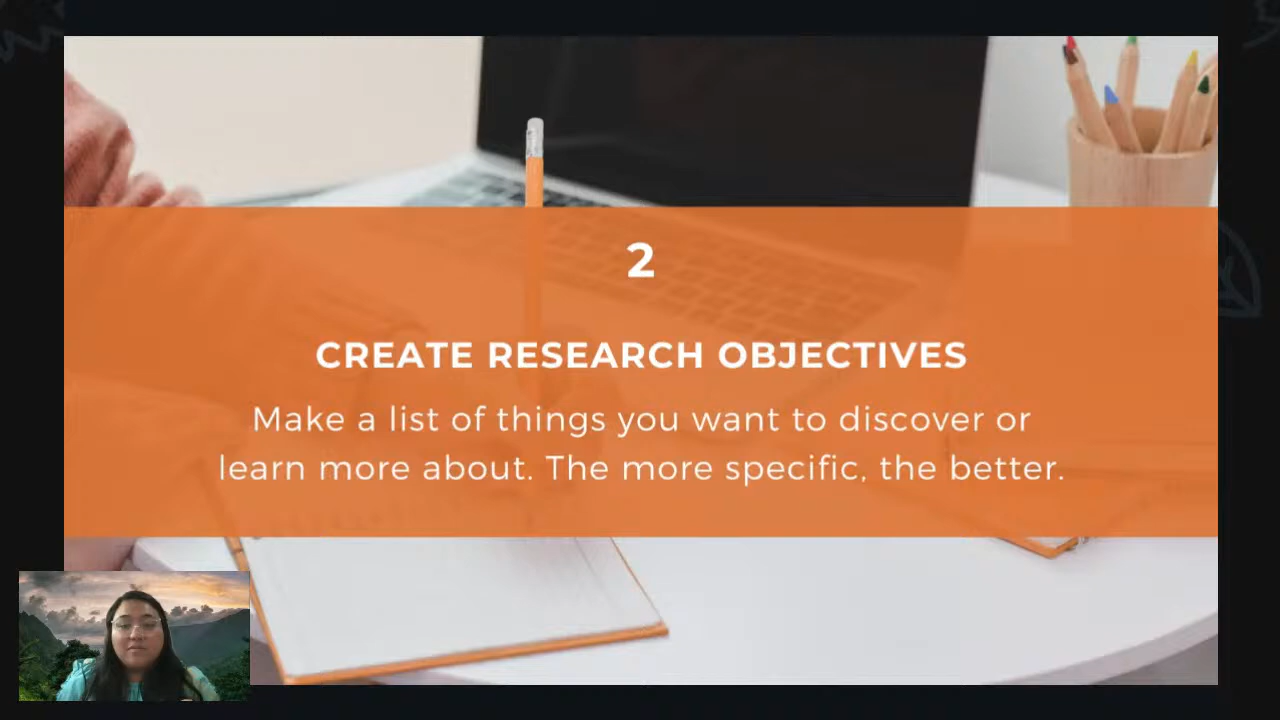 2
CREATE RESEARCH OBJECTIVES
Make a list of things you want to discover or
learn more about. The more specific, the better.